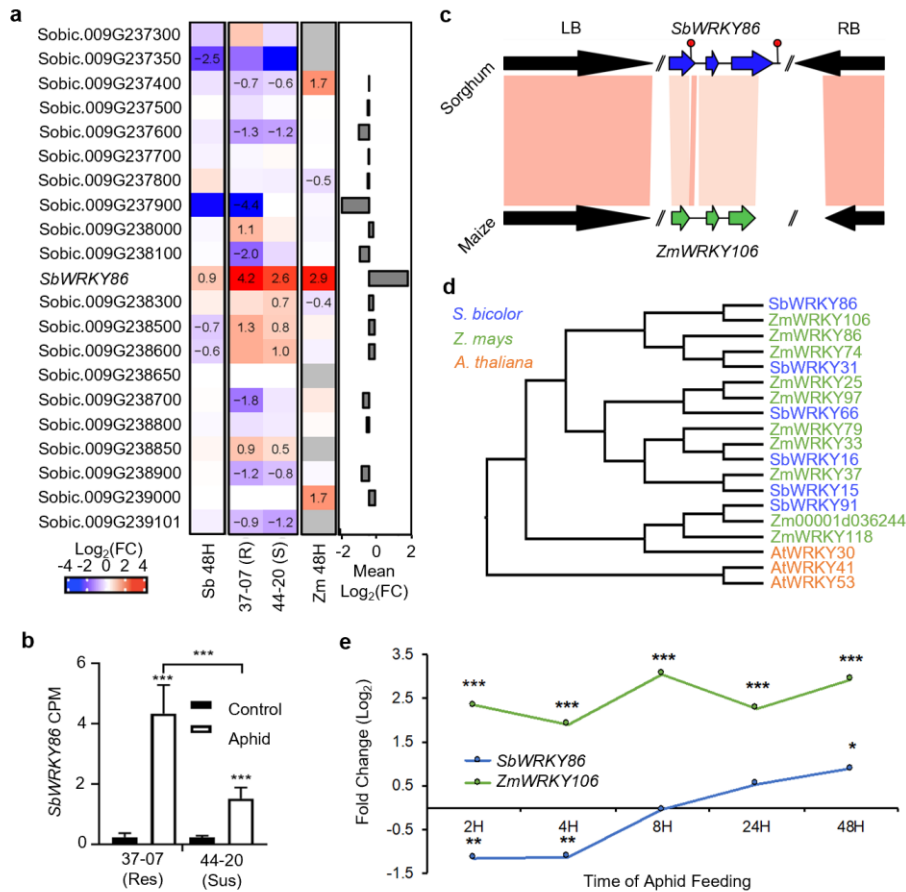 a
Sobic.009G237300
Sobic.009G237350 −2.5
Sobic.009G237400 −0.7 −0.6 1.7
Sobic.009G237500
Sobic.009G237600 −1.3 −1.2
Sobic.009G237700
Sobic.009G237800 −0.5
Sobic.009G237900 −4.4
Sobic.009G238000 1.1
Sobic.009G238100 −2.0
SbWRKY86 0.9 4.2 2.6 2.9
Sobic.009G238300 0.7 −0.4
Sobic.009G238500 −0.7 1.3 0.8
Sobic.009G238600 −0.6 1.0
Sobic.009G238650
Sobic.009G238700 −1.8
Sobic.009G238800
Sobic.009G238850 0.9 0.5
Sobic.009G238900 −1.2 −0.8
Sobic.009G239000 1.7
Sobic.009G239101 −0.9 −1.2
Log2(FC)
−4 −2 0 2 4
Sb 48H
37-07 (R)
44-20 (S)
Zm 48H
−2 0 2
Mean
Log2(FC)
b
SbWRKY86 CPM
6
4
2
0
***
***
***
Control
Aphid
37-07
(Res)
44-20
(Sus)
c
LB SbWRKY86 RB
// //
Sorghum
Maize
// //
ZmWRKY106
d
S. bicolor
Z. mays
A. thaliana
SbWRKY86
ZmWRKY106
ZmWRKY86
ZmWRKY74
SbWRKY31
ZmWRKY25
ZmWRKY97
SbWRKY66
ZmWRKY79
ZmWRKY33
SbWRKY16
ZmWRKY37
SbWRKY15
SbWRKY91
Zm00001d036244
ZmWRKY118
AtWRKY30
AtWRKY41
AtWRKY53
e
Fold Change (Log2)
3.5
2.5
1.5
0.5
-0.5
-1.5
*** *** *** *** ***
SbWRKY86
ZmWRKY106
*
2H 4H 8H 24H 48H
** **
Time of Aphid Feeding